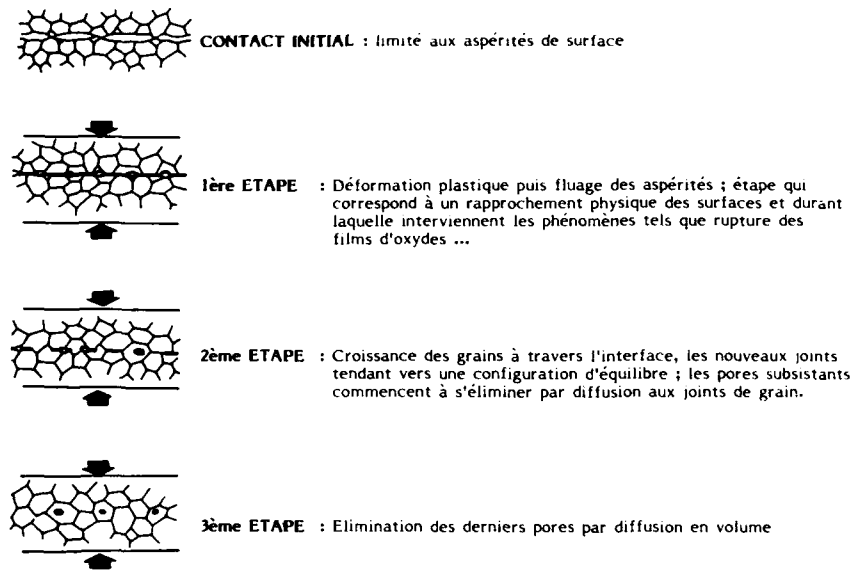 CONTACT INITIAL : limité aux aspérités de surface
1ère ETAPE : Déformation plastique puis fluage des aspérités ; étape qui
correspond à un rapprochement physique des surfaces et durant
laquelle interviennent les phénomènes tels que rupture des
films d'oxydes ...
2ème ETAPE : Croissance des grains à travers l'interface, les nouveaux joints
tendant vers une configuration d'équilibre ; les pores subsistants
commencent à s'éliminer par diffusion aux joints de grain.
3ème ETAPE : Elimination des derniers pores par diffusion en volume